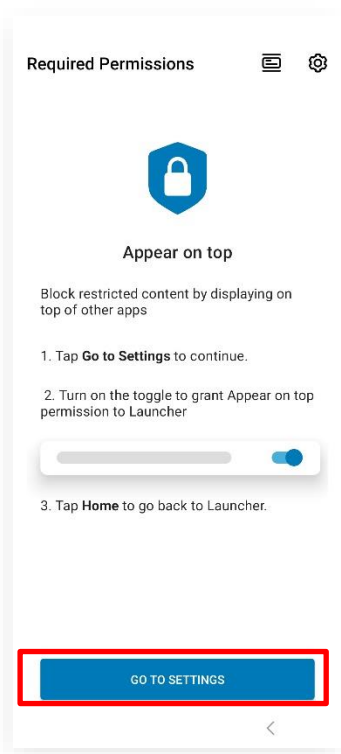 Required Permissions
Appear on top
Block restricted content by displaying on
top of other apps
1. Tap Go to Settings to continue.
2. Turn on the toggle to grant Appear on top
permission to Launcher
3. Tap Home to go back to Launcher.
GO TO SETTINGS